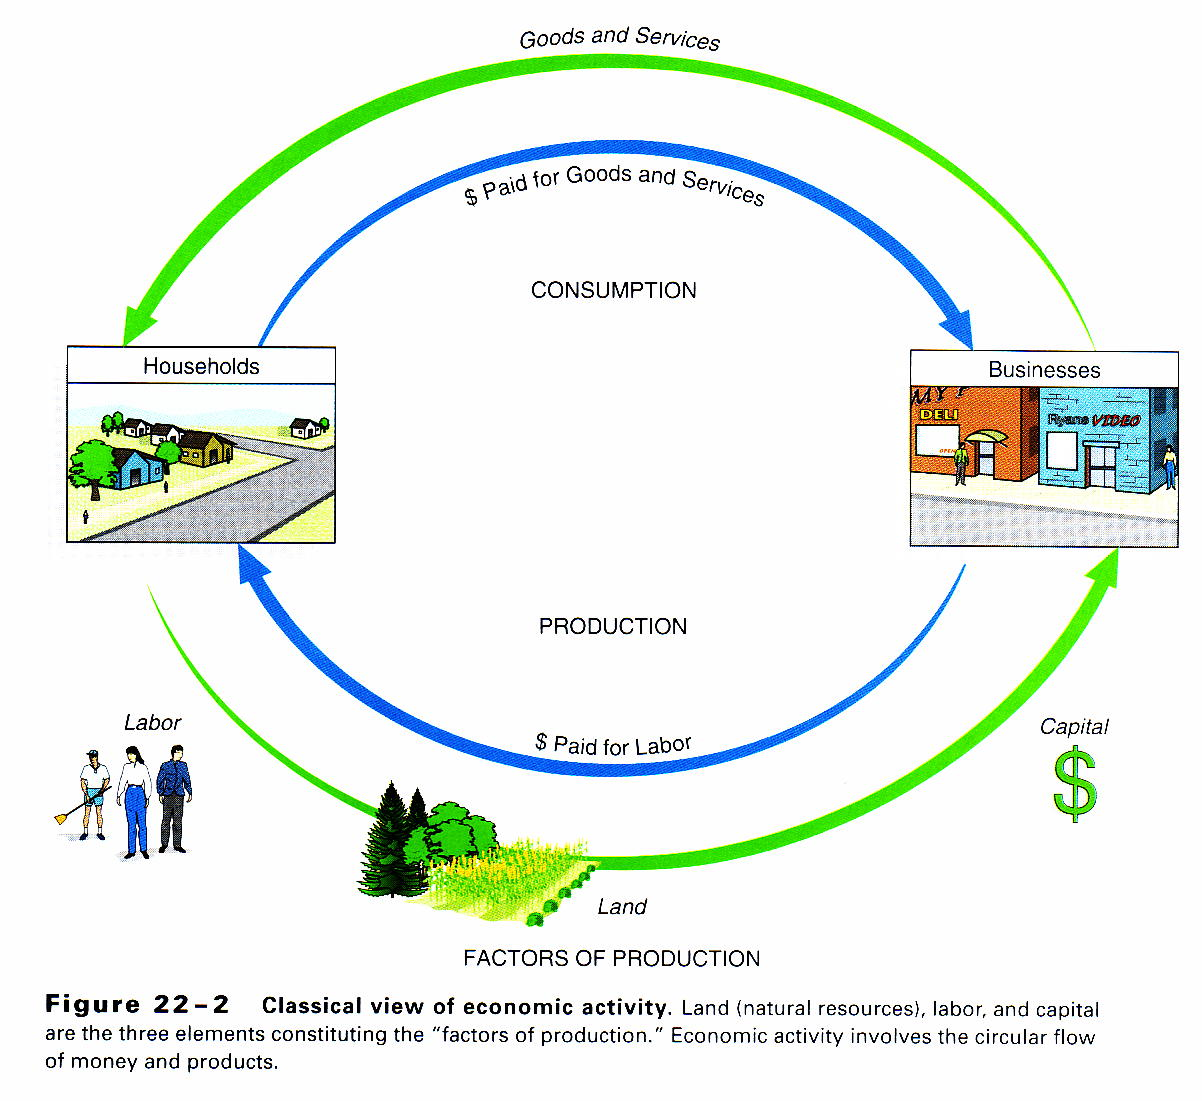 Goods and Services
$ Paid for Goods and Services
CONSUMPTION
Households
Businesses
DELI
Ryans VIDEO
OPEN
PRODUCTION
Labor
$ Paid for Labor
Capital
$
Land
FACTORS OF PRODUCTION
Figure 22–2 Classical view of economic activity. Land (natural resources), labor, and capital
are the three elements constituting the "factors of production." Economic activity involves the circular flow
of money and products.